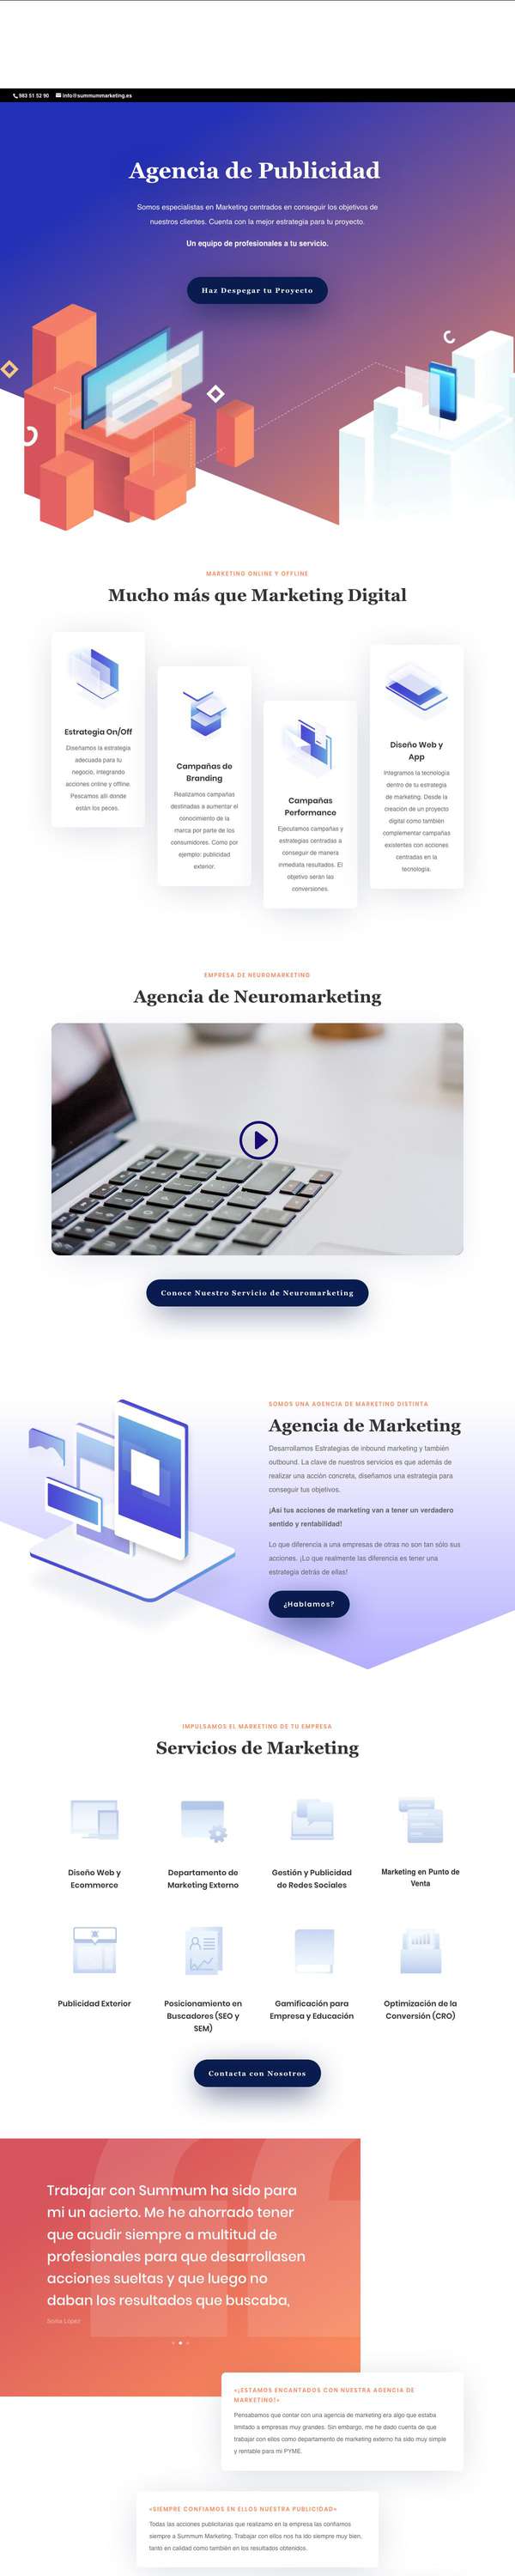 983 51 52 90 info@summummarketing.es
Agencia de Publicidad
Somos especialistas en Marketing centrados en conseguir los objetivos de
nuestros clientes. Cuenta con la mejor estrategia para tu proyecto.
Un equipo de profesionales a tu servicio.
Haz Despegar tu Proyecto
MARKETING ONLINE Y OFFLINE
Mucho más que Marketing Digital
Estrategia On/Off
Diseñamos la estrategia
adecuada para tu
negocio, integrando
acciones online y offline.
Pescamos allí donde
están los peces.
Campañas de
Branding
Realizamos campañas
destinadas a aumentar el
conocimiento de la
marca por parte de los
consumidores. Como por
ejemplo: publicidad
exterior.
Campañas
Performance
Ejecutamos campañas y
estrategias centradas a
conseguir de manera
inmediata resultados. El
objetivo serán las
conversiones.
Diseño Web y
App
Integramos la tecnología
dentro de tu estrategia
de marketing. Desde la
creación de un proyecto
digital como también
complementar campañas
existentes con acciones
centradas en la
tecnología.
EMPRESA DE NEUROMARKETING
Agencia de Neuromarketing
Conoce Nuestro Servicio de Neuromarketing
SOMOS UNA AGENCIA DE MARKETING DISTINTA
Agencia de Marketing
Desarrollamos Estrategias de inbound marketing y también
outbound. La clave de nuestros servicios es que además de
realizar una acción concreta, diseñamos una estrategia para
conseguir tus objetivos.
¡Así tus acciones de marketing van a tener un verdadero
sentido y rentabilidad!
Lo que diferencia a una empresas de otras no son tan sólo sus
acciones. ¡Lo que realmente las diferencia es tener una
estrategia detrás de ellas!
¿Hablamos?
IMPULSAMOS EL MARKETING DE TU EMPRESA
Servicios de Marketing
Diseño Web y
Ecommerce
Departamento de
Marketing Externo
Gestión y Publicidad
de Redes Sociales
Marketing en Punto de
Venta
Publicidad Exterior
Posicionamiento en
Buscadores (SEO y
SEM)
Gamificación para
Empresa y Educación
Optimización de la
Conversión (CRO)
Contacta con Nosotros
Trabajar con Summum ha sido para
mi un acierto. Me he ahorrado tener
que acudir siempre a multitud de
profesionales para que desarrollasen
acciones sueltas y que luego no
daban los resultados que buscaba,
Sonia López
«¡ESTAMOS ENCANTADOS CON NUESTRA AGENCIA DE
MARKETING!»
Pensábamos que contar con una agencia de marketing era algo que estaba
limitado a empresas muy grandes. Sin embargo, me he dado cuenta de que
trabajar con ellos como departamento de marketing externo ha sido muy simple
y rentable para mi PYME.
«SIEMPRE CONFIAMOS EN ELLOS NUESTRA PUBLICIDAD»
Todas las acciones publicitarias que realizamo en la empresa las confiamos
siempre a Summum Marketing. Trabajar con ellos nos ha ido siempre muy bien,
tanto en calidad como también en los resultados obtenidos.